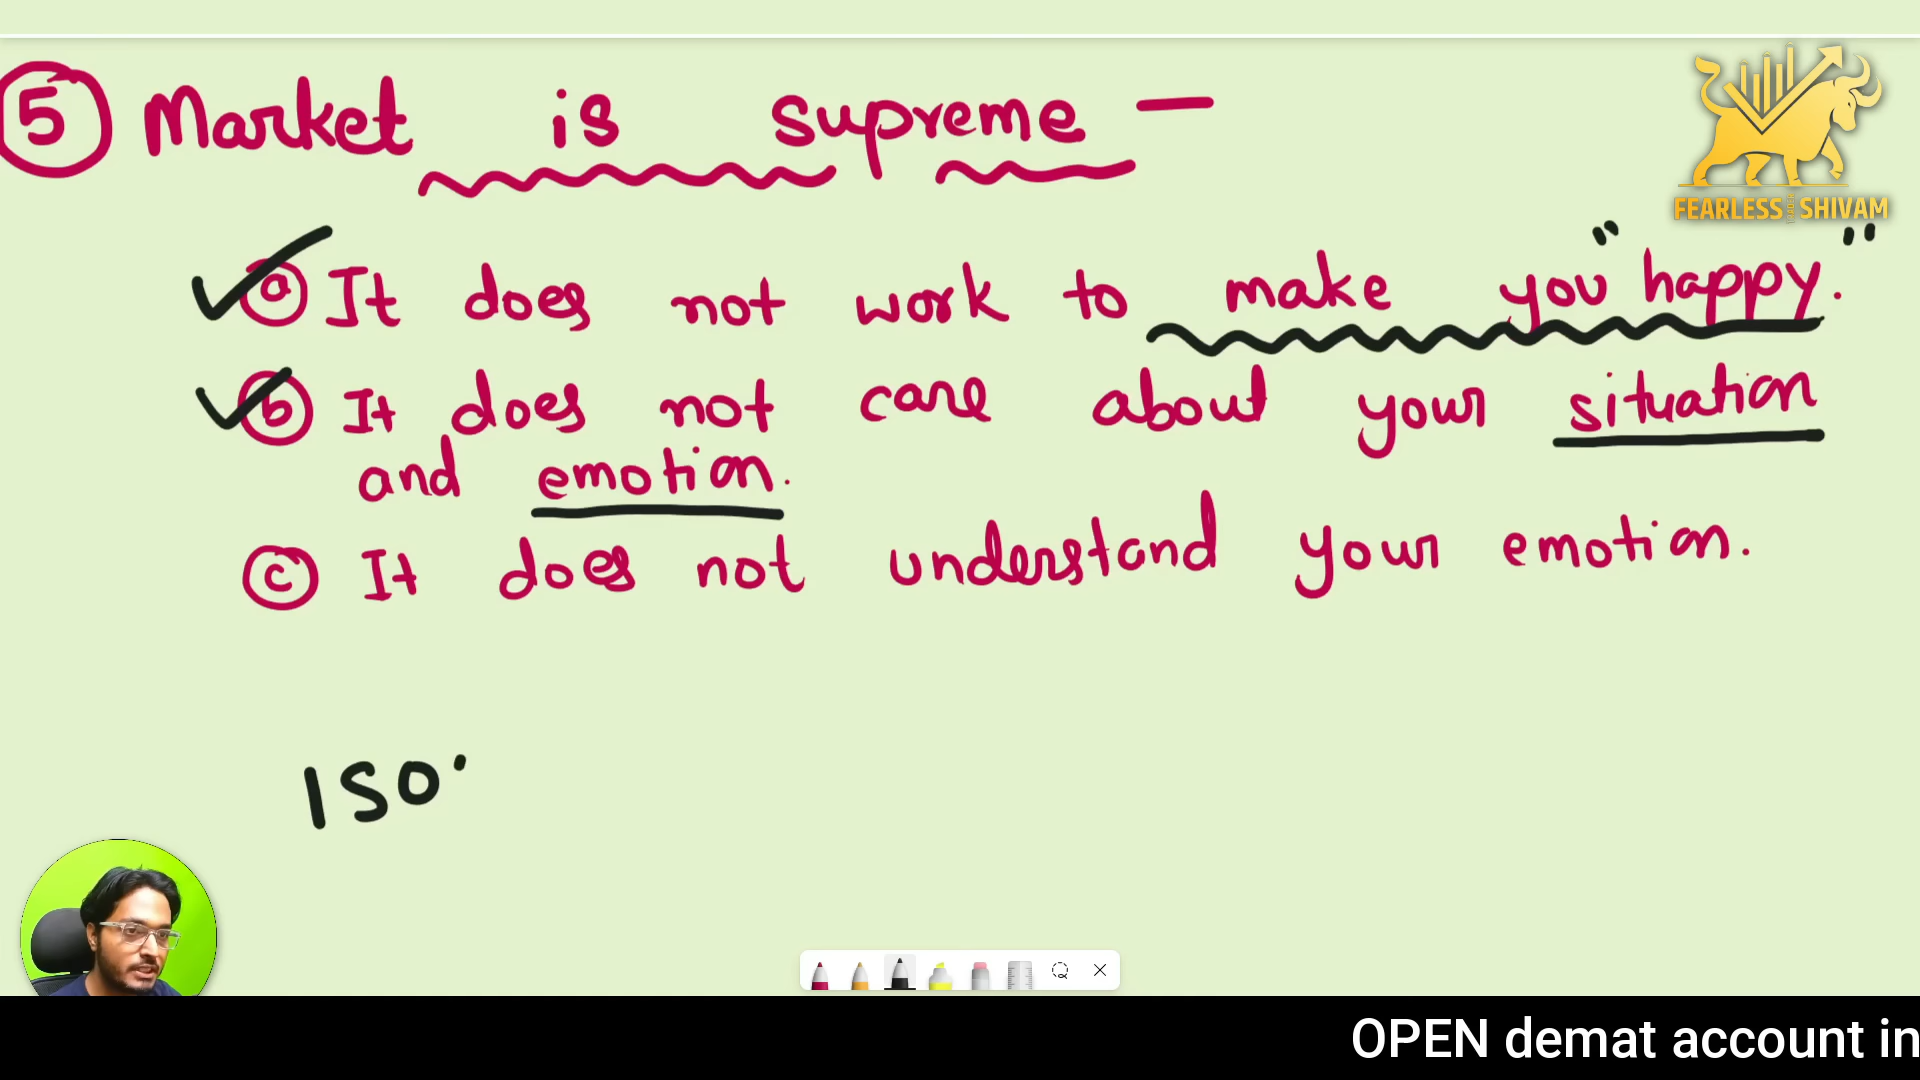 5 Market is supreme —
FEARLESS SHIVAM
a It does not work to make you "happy."
b It does not care about your situation
and emotion.
c It does not understand your emotion.
150'
OPEN demat account in